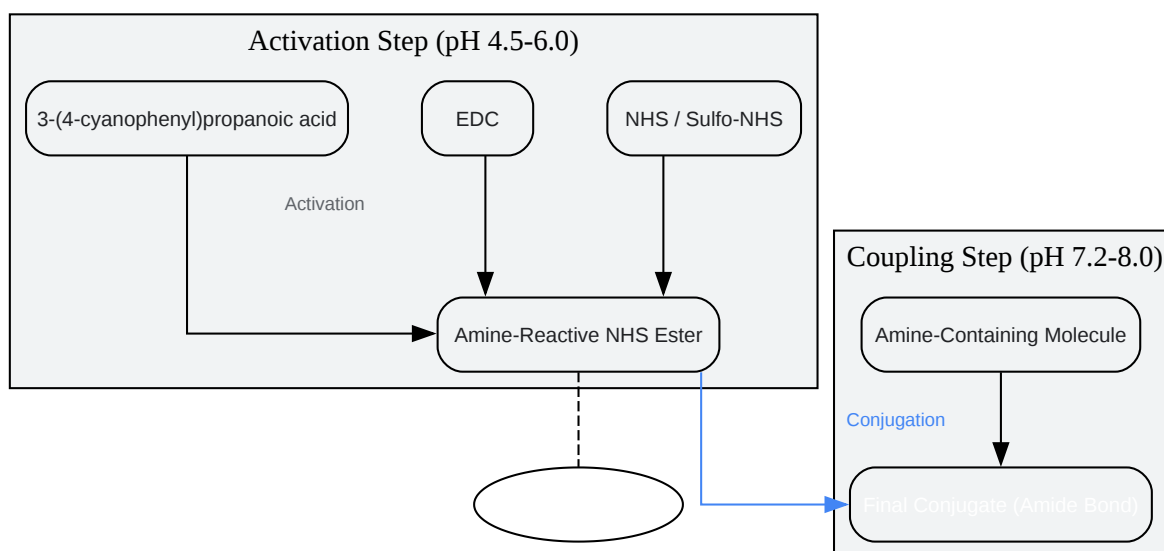 Activation Step (pH 4.5-6.0)
3-(4-cyanophenyl)propanoic acid
EDC
NHS / Sulfo-NHS
Activation
Amine-Reactive NHS Ester
Coupling Step (pH 7.2-8.0)
Amine-Containing Molecule
Conjugation
Final Conjugate (Amide Bond)